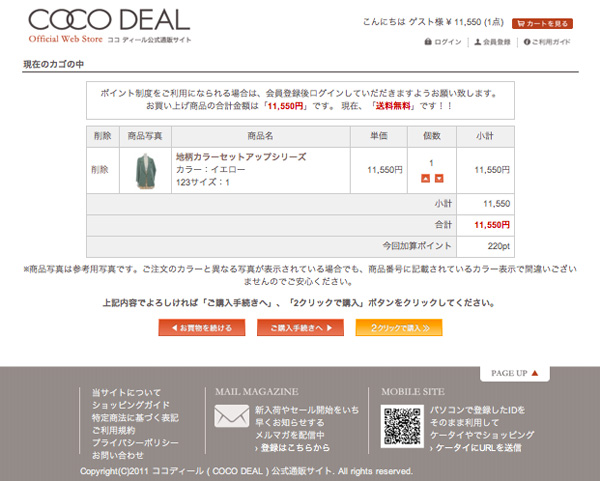 COCO DEAL
Official Web Store ココ ディール公式通販サイト
こんにちは ゲスト様 ¥ 11,550 (1点)
カートを見る
ログイン
会員登録
ご利用ガイド
現在のカゴの中
ポイント制度をご利用になられる場合は、会員登録後ログインしていただきますようお願い致します。
お買い上げ商品の合計金額は「11,550円」です。 現在、「送料無料」です！！
削除 商品写真 商品名 単価 個数 小計
削除
地柄カラーセットアップシリーズ
カラー：イエロー
123サイズ：1
11,550円
1
11,550円
小計 11,550
合計 11,550円
今回加算ポイント 220pt
※商品写真は参考用写真です。ご注文のカラーと異なる写真が表示されている場合でも、商品番号に記載されているカラー表示で間違いござい
ませんのでご安心ください。
上記内容でよろしければ「ご購入手続きへ」、「2クリックで購入」ボタンをクリックしてください。
お買物を続ける
ご購入手続きへ
2クリックで購入
PAGE UP
当サイトについて
ショッピングガイド
特定商法に基づく表記
ご利用規約
プライバシーポリシー
お問い合わせ
MAIL MAGAZINE
新入荷やセール開始をいち
早くお知らせする
メルマガを配信中
› 登録はこちらから
MOBILE SITE
パソコンで登録したIDを
そのまま利用して
ケータイやでショッピング
› ケータイにURLを送信
Copyright(C)2011 ココディール ( COCO DEAL ) 公式通販サイト. All rights reserved.